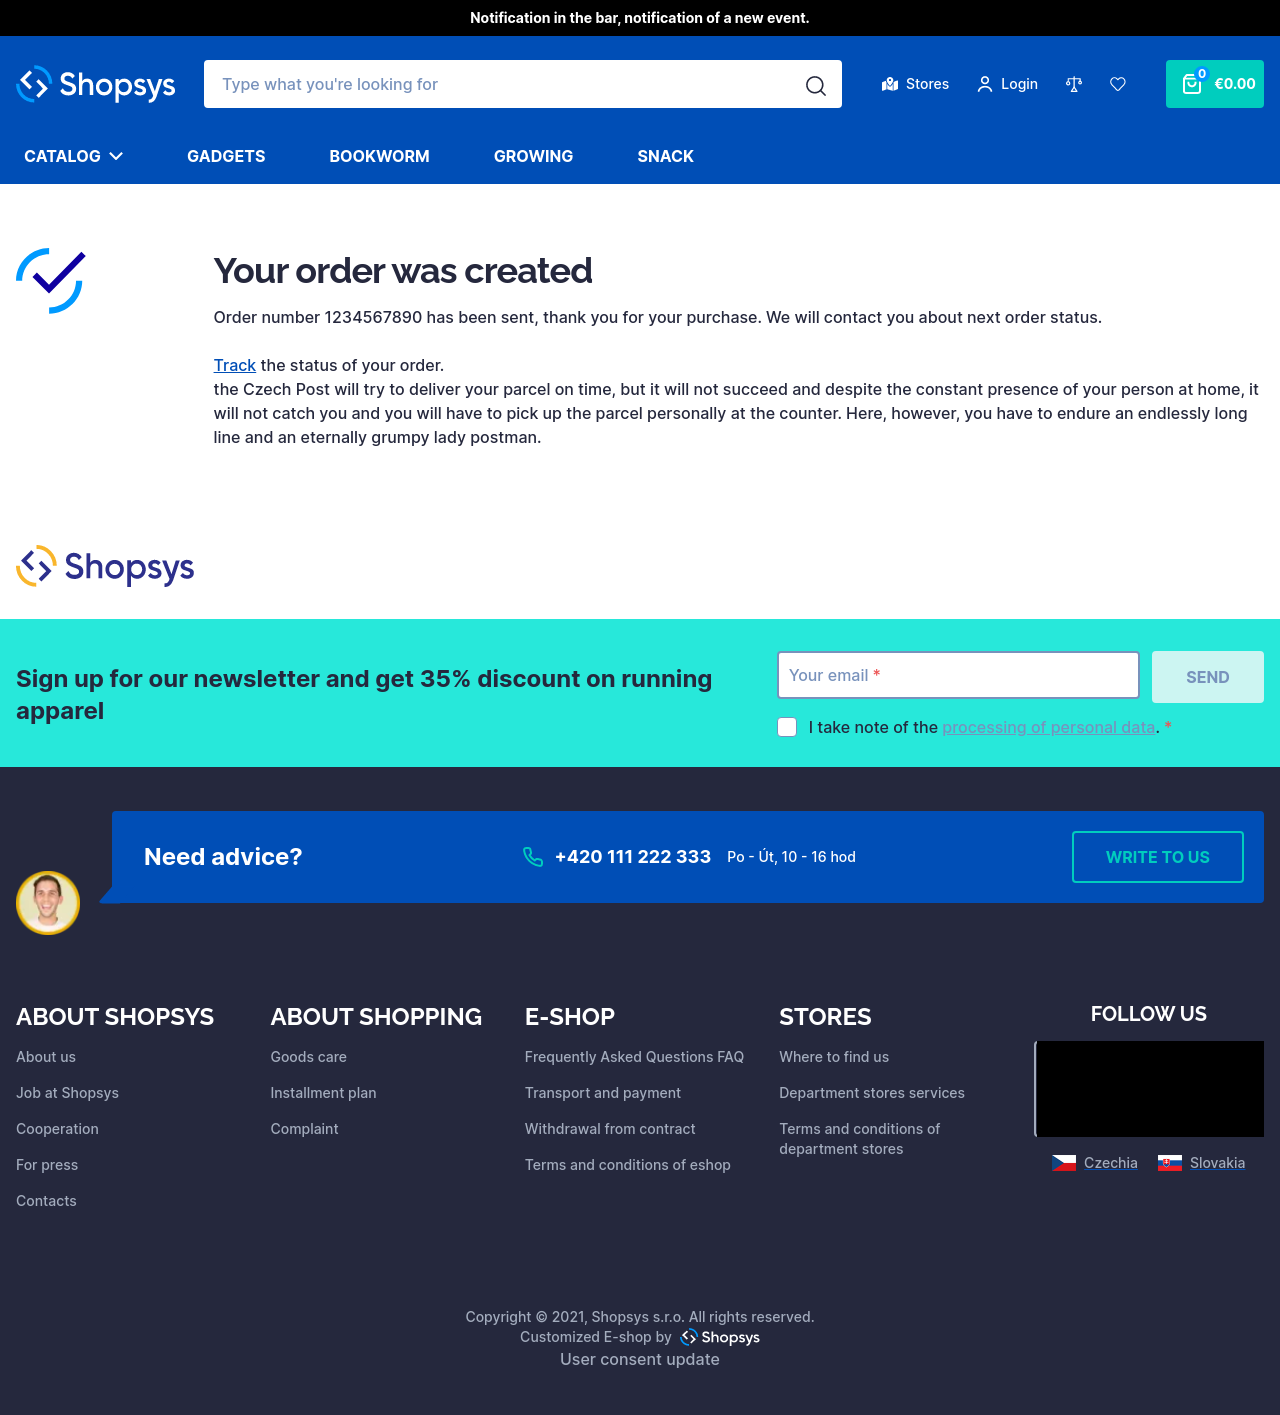 Notification in the bar, notification of a new event.
Shopsys
Type what you're looking for
Stores
Login
0
€0.00
CATALOG
GADGETS
BOOKWORM
GROWING
SNACK
Your order was created
Order number 1234567890 has been sent, thank you for your purchase. We will contact you about next order status.
Track the status of your order.
the Czech Post will try to deliver your parcel on time, but it will not succeed and despite the constant presence of your person at home, it
will not catch you and you will have to pick up the parcel personally at the counter. Here, however, you have to endure an endlessly long
line and an eternally grumpy lady postman.
Shopsys
Sign up for our newsletter and get 35% discount on running
apparel
Your email *
SEND
I take note of the processing of personal data. *
Need advice?
+420 111 222 333
Po - Út, 10 - 16 hod
WRITE TO US
ABOUT SHOPSYS
About us
Job at Shopsys
Cooperation
For press
Contacts
ABOUT SHOPPING
Goods care
Installment plan
Complaint
E-SHOP
Frequently Asked Questions FAQ
Transport and payment
Withdrawal from contract
Terms and conditions of eshop
STORES
Where to find us
Department stores services
Terms and conditions of
department stores
FOLLOW US
Czechia
Slovakia
Copyright © 2021, Shopsys s.r.o. All rights reserved.
Customized E-shop by Shopsys
User consent update